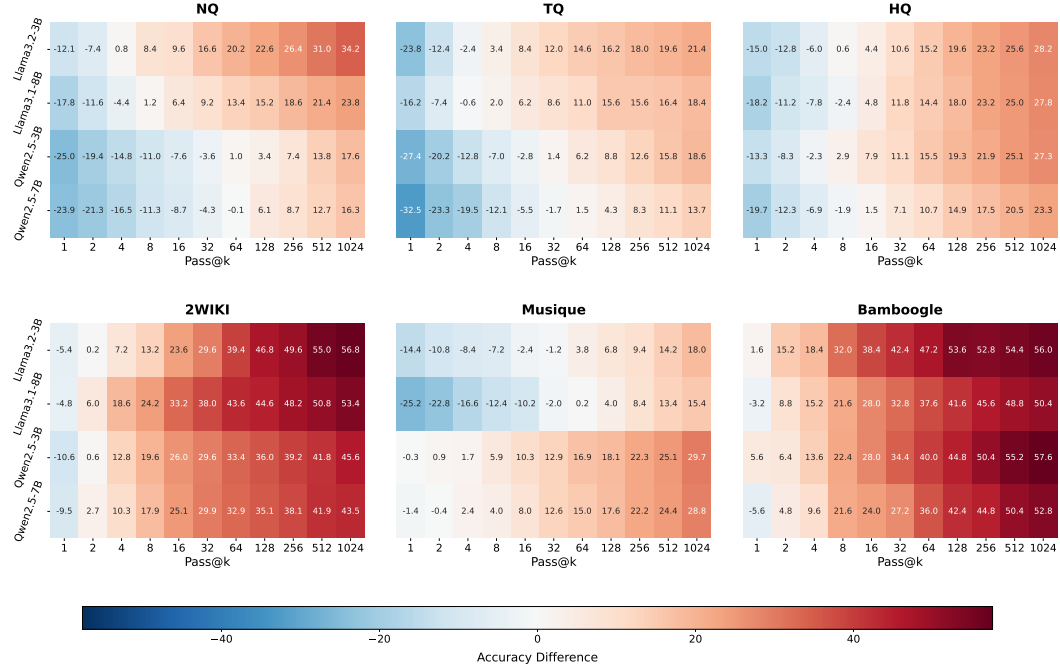 NQ
Llama3.2-3B -12.1 -7.4 0.8 8.4 9.6 16.6 20.2 22.6 26.4 31.0 34.2
Llama3.1-8B -17.8 -11.6 -4.4 1.2 6.4 9.2 13.4 15.2 18.6 21.4 23.8
Qwen2.5-3B -25.0 -19.4 -14.8 -11.0 -7.6 -3.6 1.0 3.4 7.4 13.8 17.6
Qwen2.5-7B -23.9 -21.3 -16.5 -11.3 -8.7 -4.3 -0.1 6.1 8.7 12.7 16.3
1 2 4 8 16 32 64 128 256 512 1024
Pass@k
TQ
-23.8 -12.4 -2.4 3.4 8.4 12.0 14.6 16.2 18.0 19.6 21.4
-16.2 -7.4 -0.6 2.0 6.2 8.6 11.0 15.6 15.6 16.4 18.4
-27.4 -20.2 -12.8 -7.0 -2.8 1.4 6.2 8.8 12.6 15.8 18.6
-32.5 -23.3 -19.5 -12.1 -5.5 -1.7 1.5 4.3 8.3 11.1 13.7
1 2 4 8 16 32 64 128 256 512 1024
Pass@k
HQ
-15.0 -12.8 -6.0 0.6 4.4 10.6 15.2 19.6 23.2 25.6 28.2
-18.2 -11.2 -7.8 -2.4 4.8 11.8 14.4 18.0 23.2 25.0 27.8
-13.3 -8.3 -2.3 2.9 7.9 11.1 15.5 19.3 21.9 25.1 27.3
-19.7 -12.3 -6.9 -1.9 1.5 7.1 10.7 14.9 17.5 20.5 23.3
1 2 4 8 16 32 64 128 256 512 1024
Pass@k
2WIKI
Llama3.2-3B -5.4 0.2 7.2 13.2 23.6 29.6 39.4 46.8 49.6 55.0 56.8
Llama3.1-8B -4.8 6.0 18.6 24.2 33.2 38.0 43.6 44.6 48.2 50.8 53.4
Qwen2.5-3B -10.6 0.6 12.8 19.6 26.0 29.6 33.4 36.0 39.2 41.8 45.6
Qwen2.5-7B -9.5 2.7 10.3 17.9 25.1 29.9 32.9 35.1 38.1 41.9 43.5
1 2 4 8 16 32 64 128 256 512 1024
Pass@k
Musique
-14.4 -10.8 -8.4 -7.2 -2.4 -1.2 3.8 6.8 9.4 14.2 18.0
-25.2 -22.8 -16.6 -12.4 -10.2 -2.0 0.2 4.0 8.4 13.4 15.4
-0.3 0.9 1.7 5.9 10.3 12.9 16.9 18.1 22.3 25.1 29.7
-1.4 -0.4 2.4 4.0 8.0 12.6 15.0 17.6 22.2 24.4 28.8
1 2 4 8 16 32 64 128 256 512 1024
Pass@k
Bamboogle
1.6 15.2 18.4 32.0 38.4 42.4 47.2 53.6 52.8 54.4 56.0
-3.2 8.8 15.2 21.6 28.0 32.8 37.6 41.6 45.6 48.8 50.4
5.6 6.4 13.6 22.4 28.0 34.4 40.0 44.8 50.4 55.2 57.6
-5.6 4.8 9.6 21.6 24.0 27.2 36.0 42.4 44.8 50.4 52.8
1 2 4 8 16 32 64 128 256 512 1024
Pass@k
−40 −20 0 20 40
Accuracy Difference